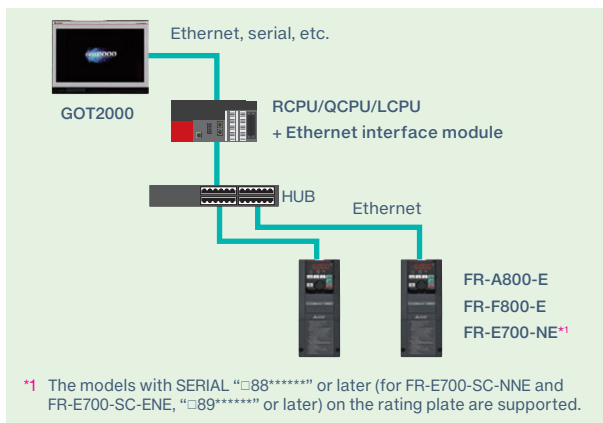 Ethernet, serial, etc.
GOT2000
RCPU/QCPU/LCPU
+ Ethernet interface module
HUB
Ethernet
FR-A800-E
FR-F800-E
FR-E700-NE*1
*1 The models with SERIAL “□88******” or later (for FR-E700-SC-NNE and
FR-E700-SC-ENE, “□89******” or later) on the rating plate are supported.